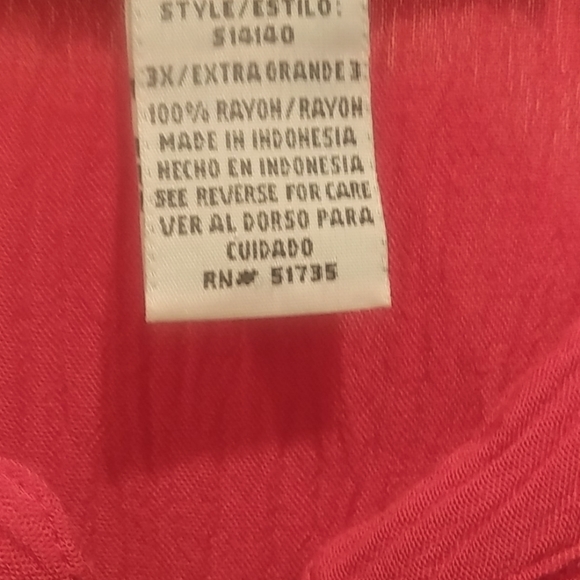 STYLE/ESTILO:
S14140
3X/EXTRA GRANDE 3
100% RAYON/RAYON
MADE IN INDONESIA
HECHO EN INDONESIA
SEE REVERSE FOR CARE
VER AL DORSO PARA
CUIDADO
RN# 51735